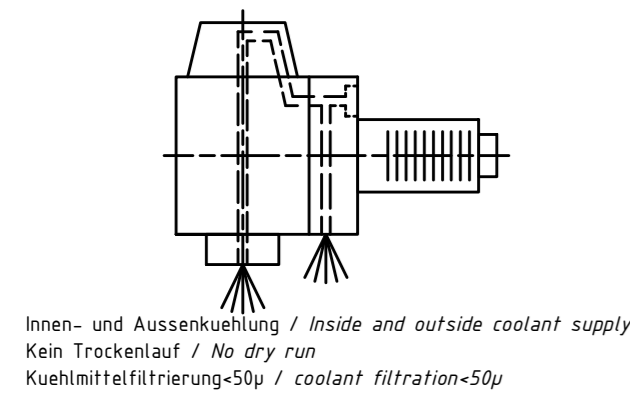 Innen- und Aussenkuehlung / Inside and outside coolant supply
Kein Trockenlauf / No dry run
Kuehlmittelfiltrierung<50µ / coolant filtration<50µ